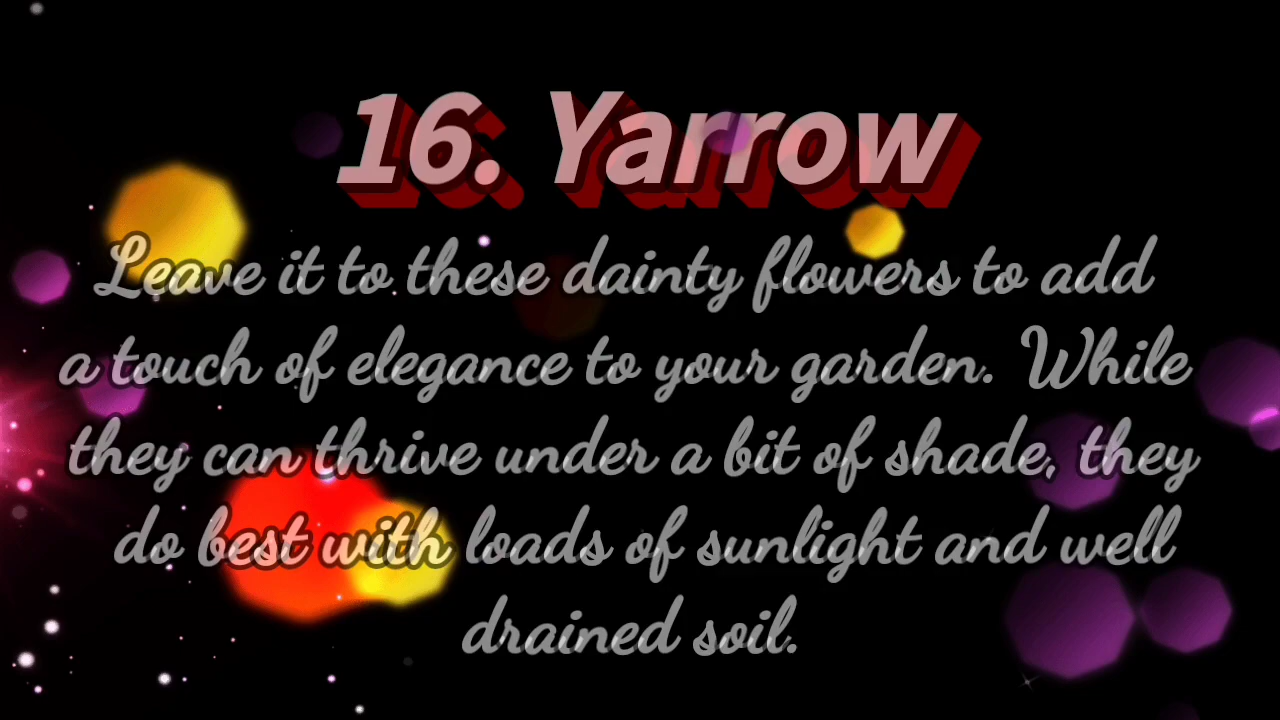 16. Yarrow
Leave it to these dainty flowers to add
a touch of elegance to your garden. While
they can thrive under a bit of shade, they
do best with loads of sunlight and well
drained soil.